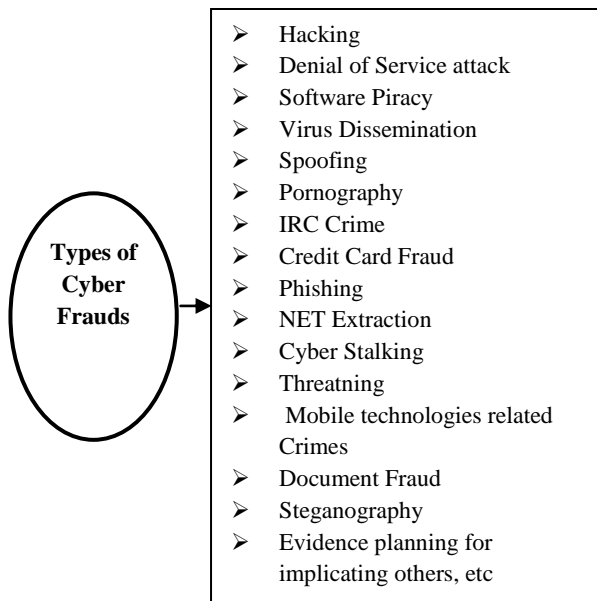 Types of
Cyber
Frauds
➢ Hacking
➢ Denial of Service attack
➢ Software Piracy
➢ Virus Dissemination
➢ Spoofing
➢ Pornography
➢ IRC Crime
➢ Credit Card Fraud
➢ Phishing
➢ NET Extraction
➢ Cyber Stalking
➢ Threatning
➢ Mobile technologies related
Crimes
➢ Document Fraud
➢ Steganography
➢ Evidence planning for
implicating others, etc